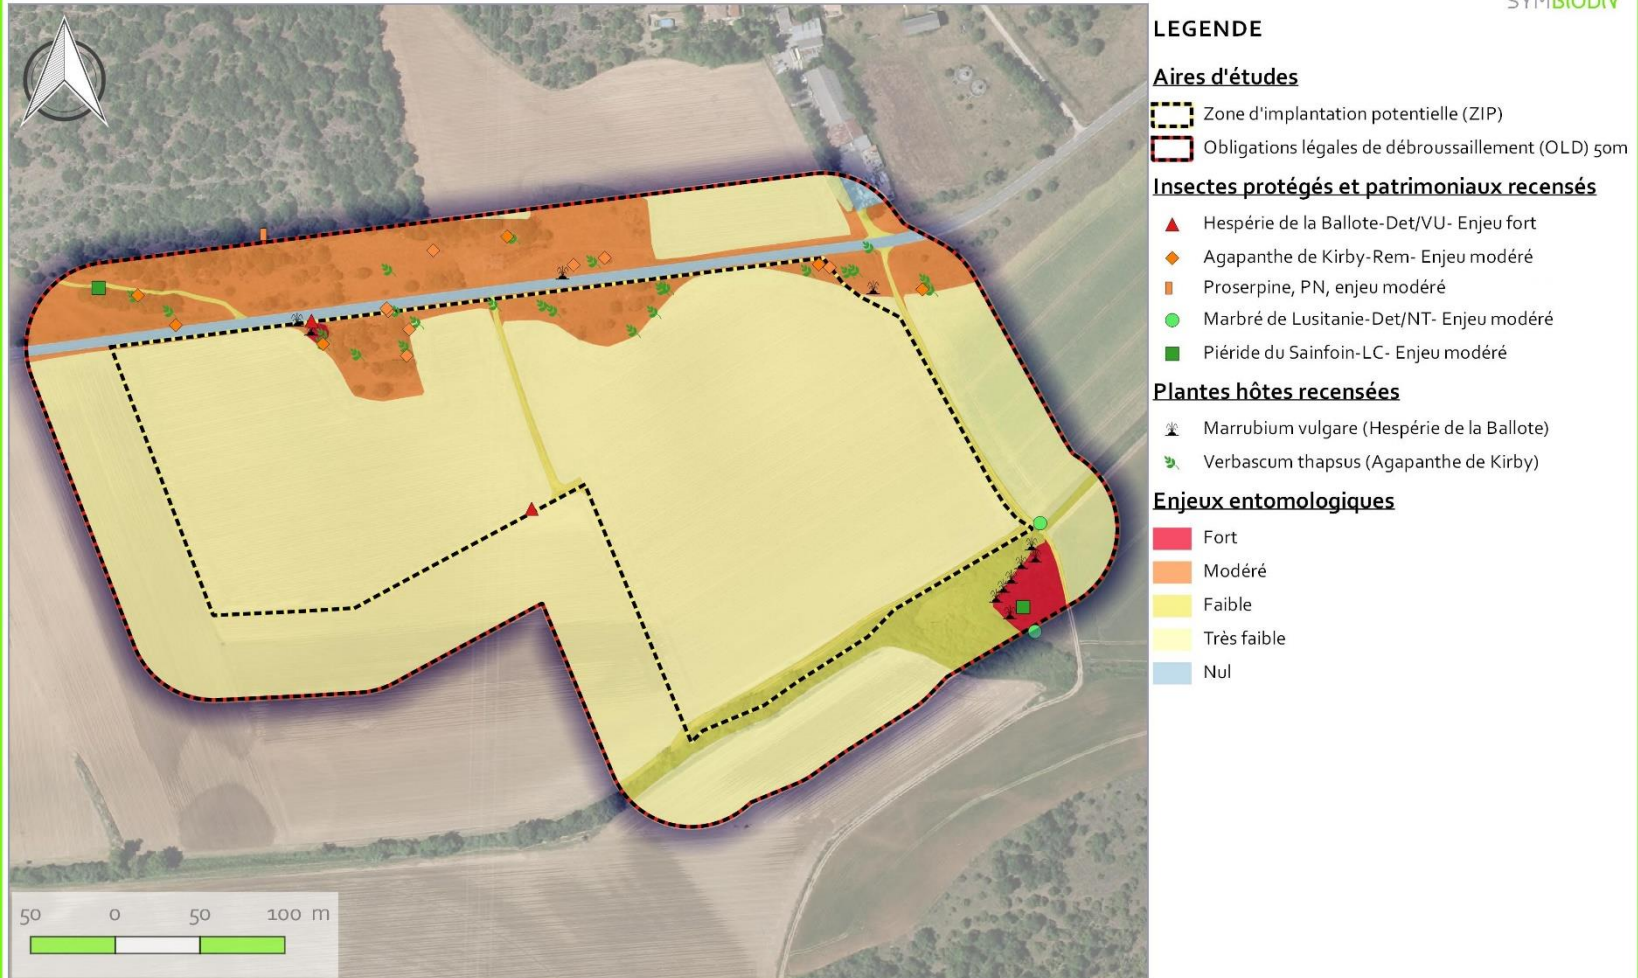 SYMBIODIV
LEGENDE
Aires d'études
Zone d'implantation potentielle (ZIP)
Obligations légales de débroussaillement (OLD) 50m
Insectes protégés et patrimoniaux recensés
Hespérie de la Ballote-Det/VU- Enjeu fort
Agapanthe de Kirby-Rem- Enjeu modéré
Proserpine, PN, enjeu modéré
Marbré de Lusitanie-Det/NT- Enjeu modéré
Piéride du Sainfoin-LC- Enjeu modéré
Plantes hôtes recensées
Marrubium vulgare (Hespérie de la Ballote)
Verbascum thapsus (Agapanthe de Kirby)
Enjeux entomologiques
Fort
Modéré
Faible
Très faible
Nul
50 0 50 100 m